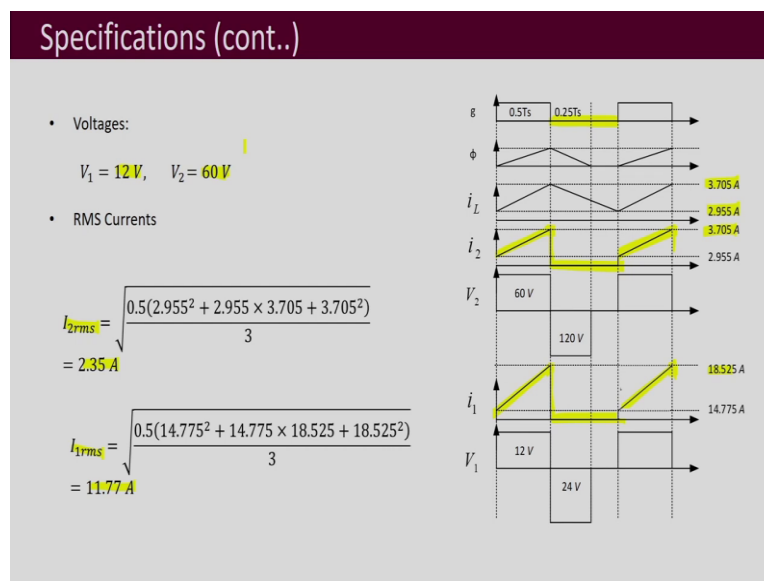 Specifications (cont..)
• Voltages:
V₁ = 12 V, V₂ = 60 V
• RMS Currents
I₂rms = √(0.5(2.955² + 2.955 × 3.705 + 3.705²) / 3)
= 2.35 A
I₁rms = √(0.5(14.775² + 14.775 × 18.525 + 18.525²) / 3)
= 11.77 A
g 0.5Ts 0.25Ts
ϕ
i_L 3.705 A
2.955 A
i₂ 3.705 A
2.955 A
V₂ 60 V
120 V
18.525 A
i₁ 14.775 A
V₁ 12 V
24 V